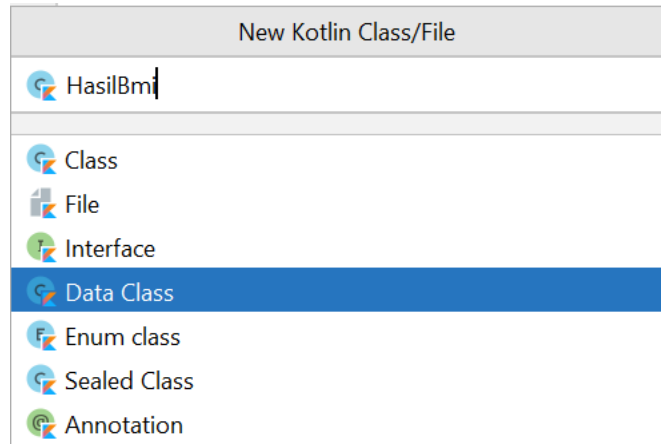 New Kotlin Class/File
HasilBmi
Class
File
Interface
Data Class
Enum class
Sealed Class
Annotation